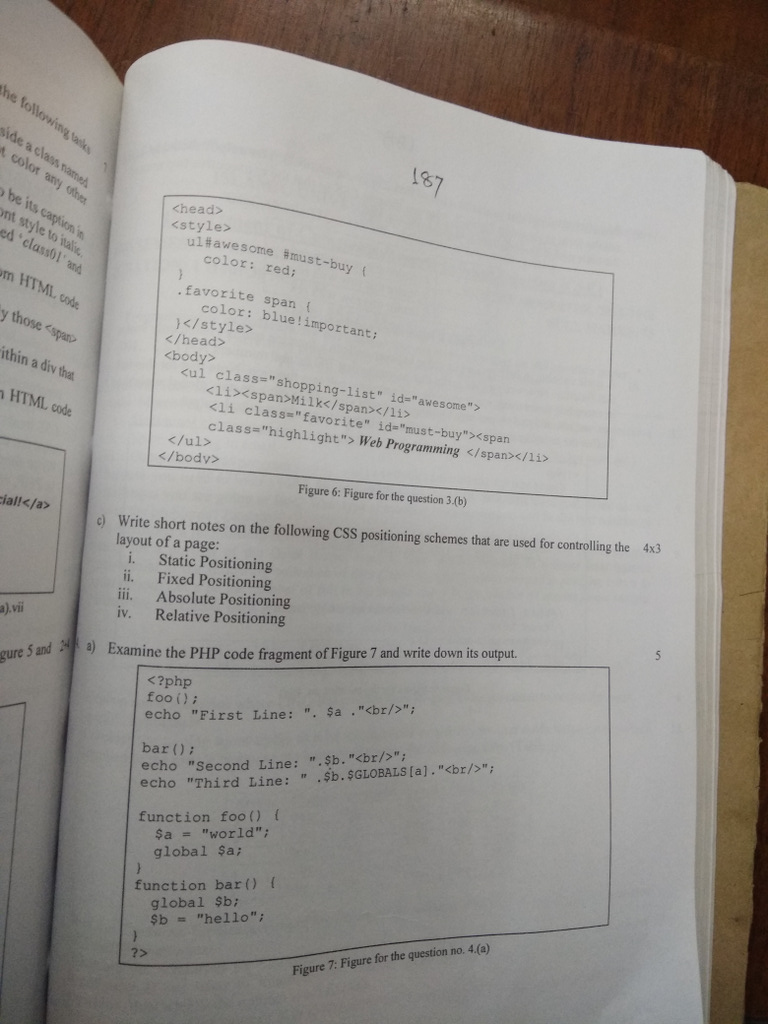 the following tasks
side a class named
t color any other
be its caption in
ont style to italic.
ed 'class01' and
om HTML code
y those <span>
ithin a div that
HTML code
cial!</a>
a).vii
gure 5 and
187
<head>
<style>
ul#awesome #must-buy {
color: red;
}
.favorite span {
color: blue!important;
}</style>
</head>
<body>
<ul class="shopping-list" id="awesome">
<li><span>Milk</span></li>
<li class="favorite" id="must-buy"><span
class="highlight"> Web Programming </span></li>
</ul>
</body>
Figure 6: Figure for the question 3.(b)
c) Write short notes on the following CSS positioning schemes that are used for controlling the 4x3
layout of a page:
i. Static Positioning
ii. Fixed Positioning
iii. Absolute Positioning
iv. Relative Positioning
a) Examine the PHP code fragment of Figure 7 and write down its output. 5
<?php
foo();
echo "First Line: ". $a ."<br/>";
bar();
echo "Second Line: ".$b."<br/>";
echo "Third Line: " .$b.$GLOBALS[a]."<br/>";
function foo() {
$a = "world";
global $a;
}
function bar() {
global $b;
$b = "hello";
}
?>
Figure 7: Figure for the question no. 4.(a)